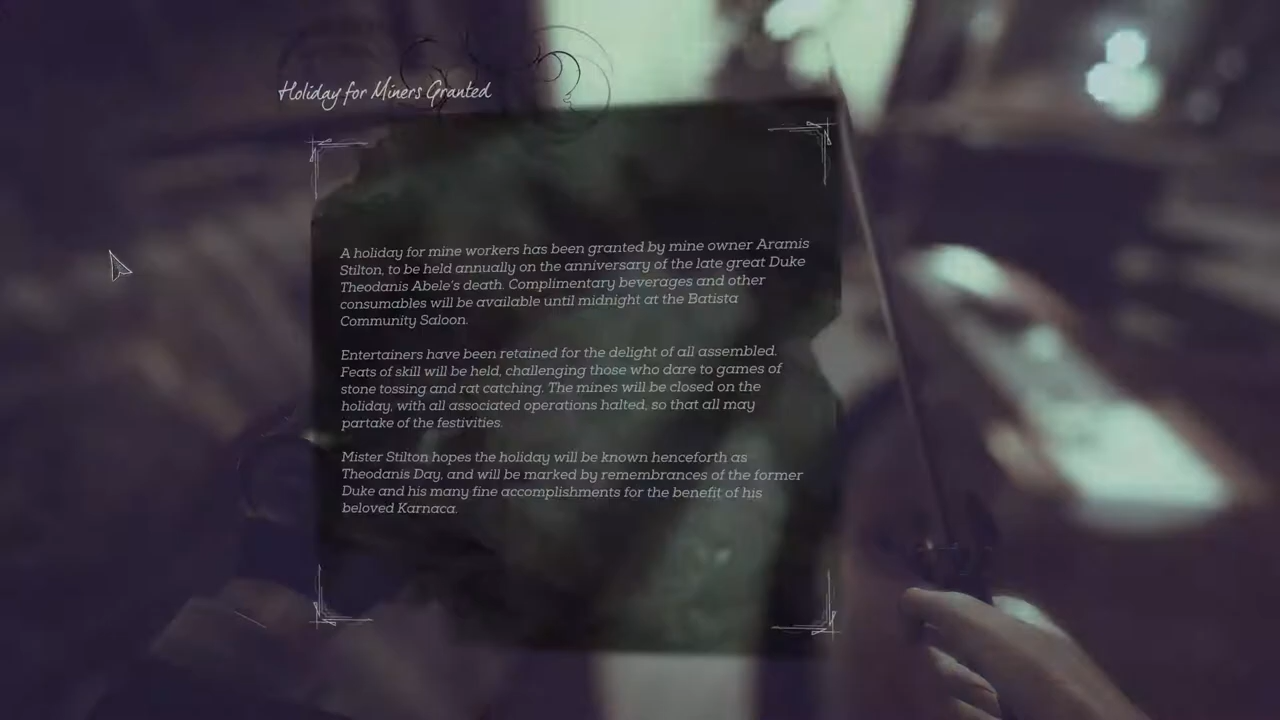 Holiday for Miners Granted
A holiday for mine workers has been granted by mine owner Aramis
Stilton, to be held annually on the anniversary of the late great Duke
Theodanis Abele's death. Complimentary beverages and other
consumables will be available until midnight at the Batista
Community Saloon.
Entertainers have been retained for the delight of all assembled.
Feats of skill will be held, challenging those who dare to games of
stone tossing and rat catching. The mines will be closed on the
holiday, with all associated operations halted, so that all may
partake of the festivities.
Mister Stilton hopes the holiday will be known henceforth as
Theodanis Day, and will be marked by remembrances of the former
Duke and his many fine accomplishments for the benefit of his
beloved Karnaca.